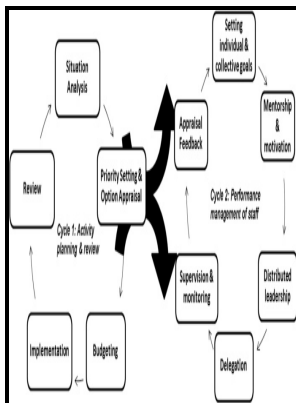 Situation
Analysis
Priority Setting &
Option Appraisal
Budgeting
Implementation
Review
Cycle 1: Activity
planning & review
Setting
individual &
collective goals
Mentorship
& motivation
Distributed
leadership
Delegation
Supervision &
monitoring
Appraisal
Feedback
Cycle 2: Performance
management of staff